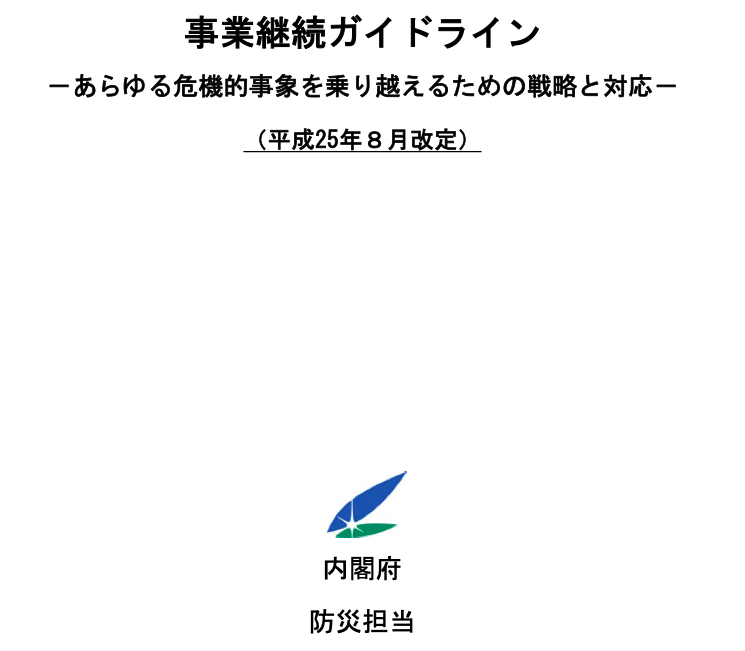 事業継続ガイドライン
－あらゆる危機的事象を乗り越えるための戦略と対応－
（平成25年８月改定）
内閣府
防災担当